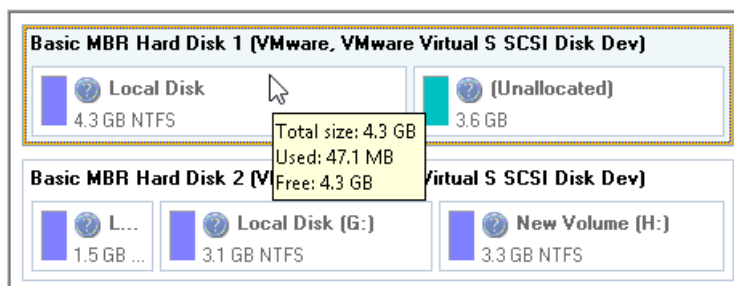 Basic MBR Hard Disk 1 (VMware, VMware Virtual S SCSI Disk Dev)
Local Disk
4.3 GB NTFS
(Unallocated)
3.6 GB
Total size: 4.3 GB
Used: 47.1 MB
Free: 4.3 GB
Basic MBR Hard Disk 2 (V Virtual S SCSI Disk Dev)
L...
1.5 GB ...
Local Disk (G:)
3.1 GB NTFS
New Volume (H:)
3.3 GB NTFS